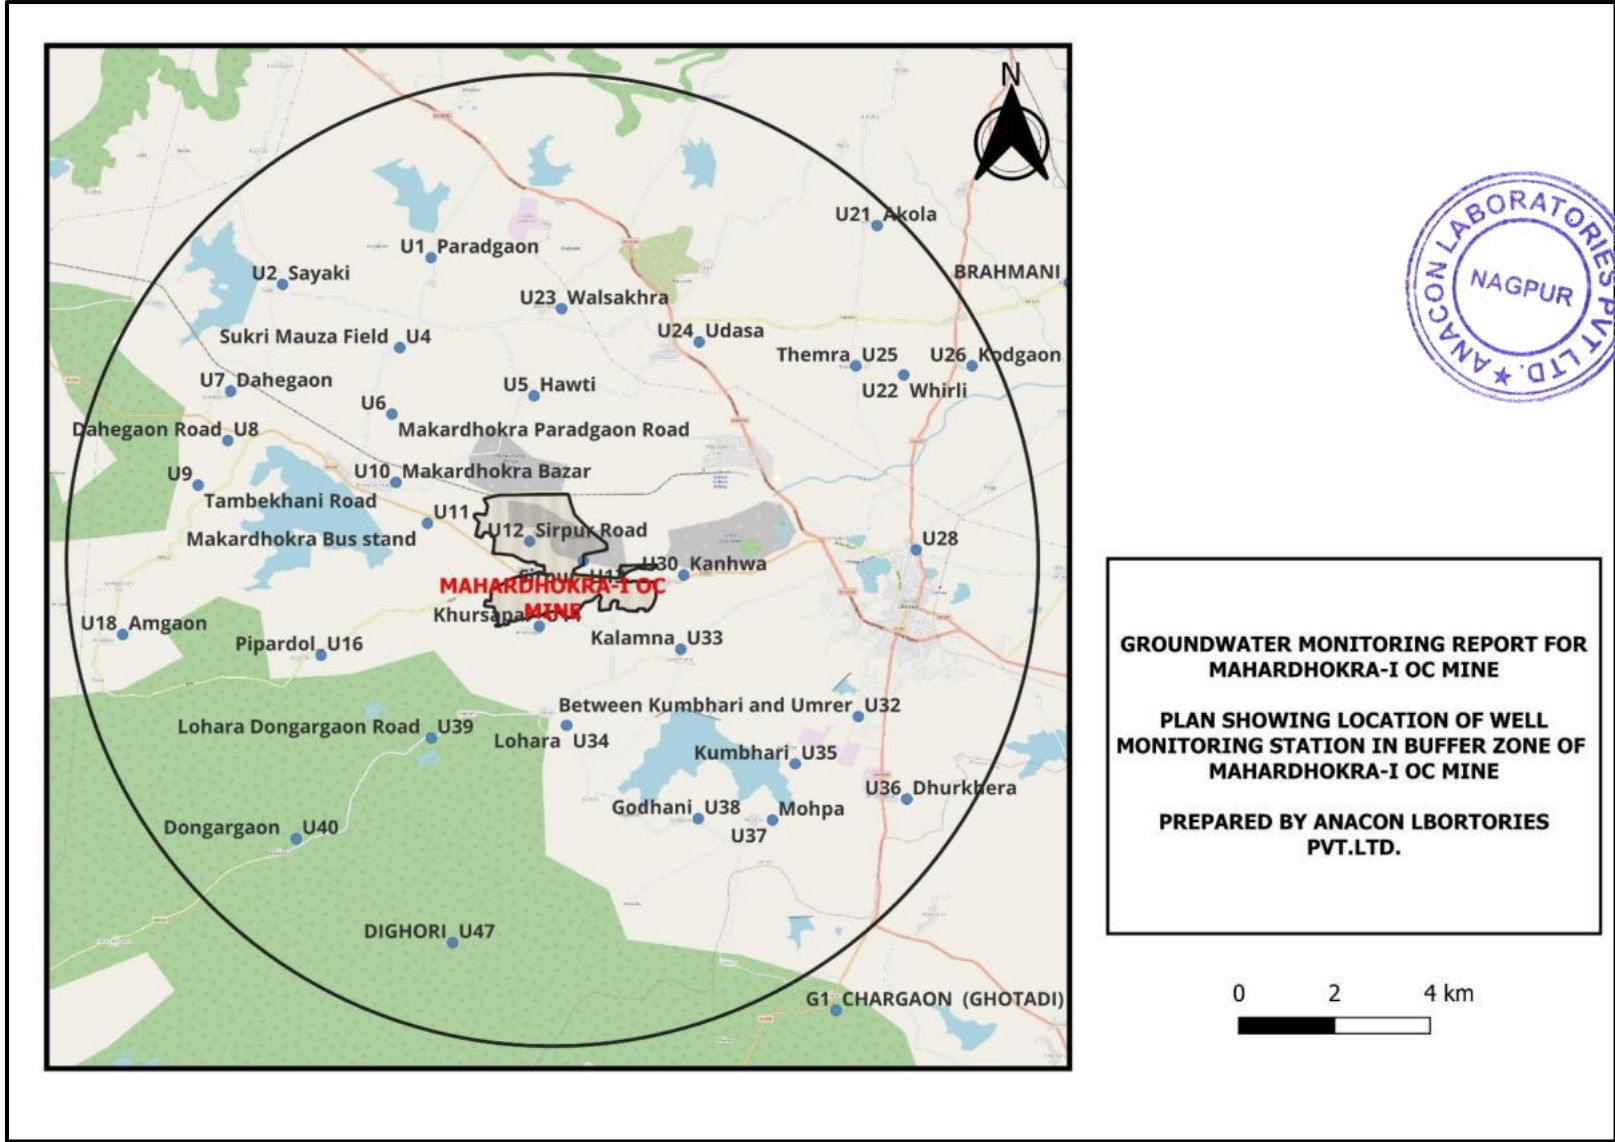 N
U21 Akola
U1 Paradgaon
BRAHMANI
U2 Sayaki
U23 Walsakhra
Sukri Mauza Field U4
U24 Udasa
Themra U25
U26 Kodgaon
U7 Dahegaon
U5 Hawti
U22 Whirli
U6
Makardhokra Paradgaon Road
Dahegaon Road U8
U9
U10 Makardhokra Bazar
Tambekhani Road
U11
Makardhokra Bus stand
U12 Sirpur Road
U28
U30 Kanhwa
MAHARDHOKRA-I OC
MINE
U18 Amgaon
Pipardol U16
Kalamna U33
Between Kumbhari and Umrer U32
Lohara Dongargaon Road U39
Lohara U34
Kumbhari U35
U36 Dhurkhera
Godhani U38
Mohpa
U37
Dongargaon U40
DIGHORI U47
G1 CHARGAON (GHOTADI)
ANACON LABORATORIES PVT LTD. ★
NAGPUR
GROUNDWATER MONITORING REPORT FOR
MAHARDHOKRA-I OC MINE
PLAN SHOWING LOCATION OF WELL
MONITORING STATION IN BUFFER ZONE OF
MAHARDHOKRA-I OC MINE
PREPARED BY ANACON LBORTORIES
PVT.LTD.
0 2 4 km